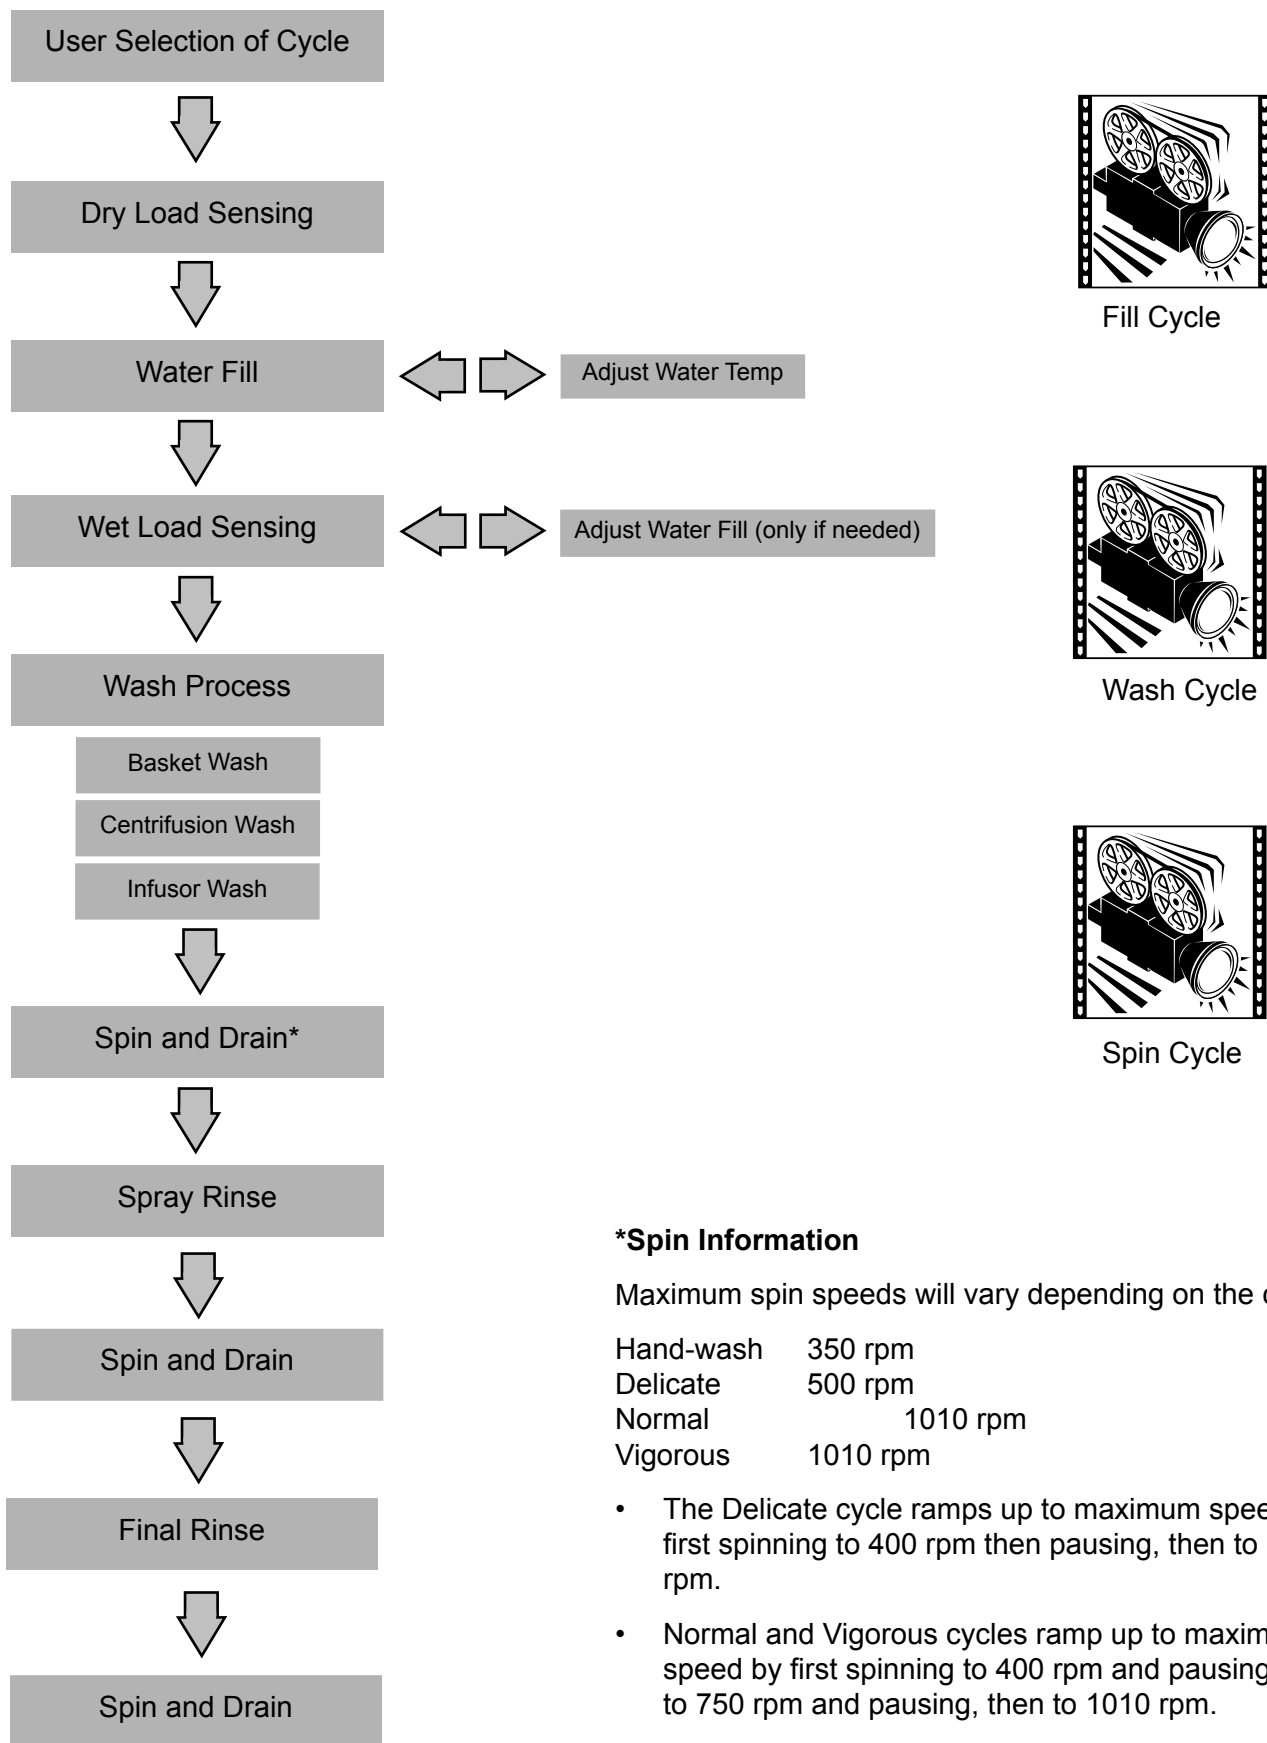 User Selection of Cycle
Dry Load Sensing
Water Fill
Adjust Water Temp
Wet Load Sensing
Adjust Water Fill (only if needed)
Wash Process
Basket Wash
Centrifusion Wash
Infusor Wash
Spin and Drain*
Spray Rinse
Spin and Drain
Final Rinse
Spin and Drain
Fill Cycle
Wash Cycle
Spin Cycle
*Spin Information
Maximum spin speeds will vary depending on the
Hand-wash 350 rpm
Delicate 500 rpm
Normal 1010 rpm
Vigorous 1010 rpm
• The Delicate cycle ramps up to maximum
first spinning to 400 rpm then pausing, then to
rpm.
• Normal and Vigorous cycles ramp up to
speed by first spinning to 400 rpm and pausing
to 750 rpm and pausing, then to 1010 rpm.